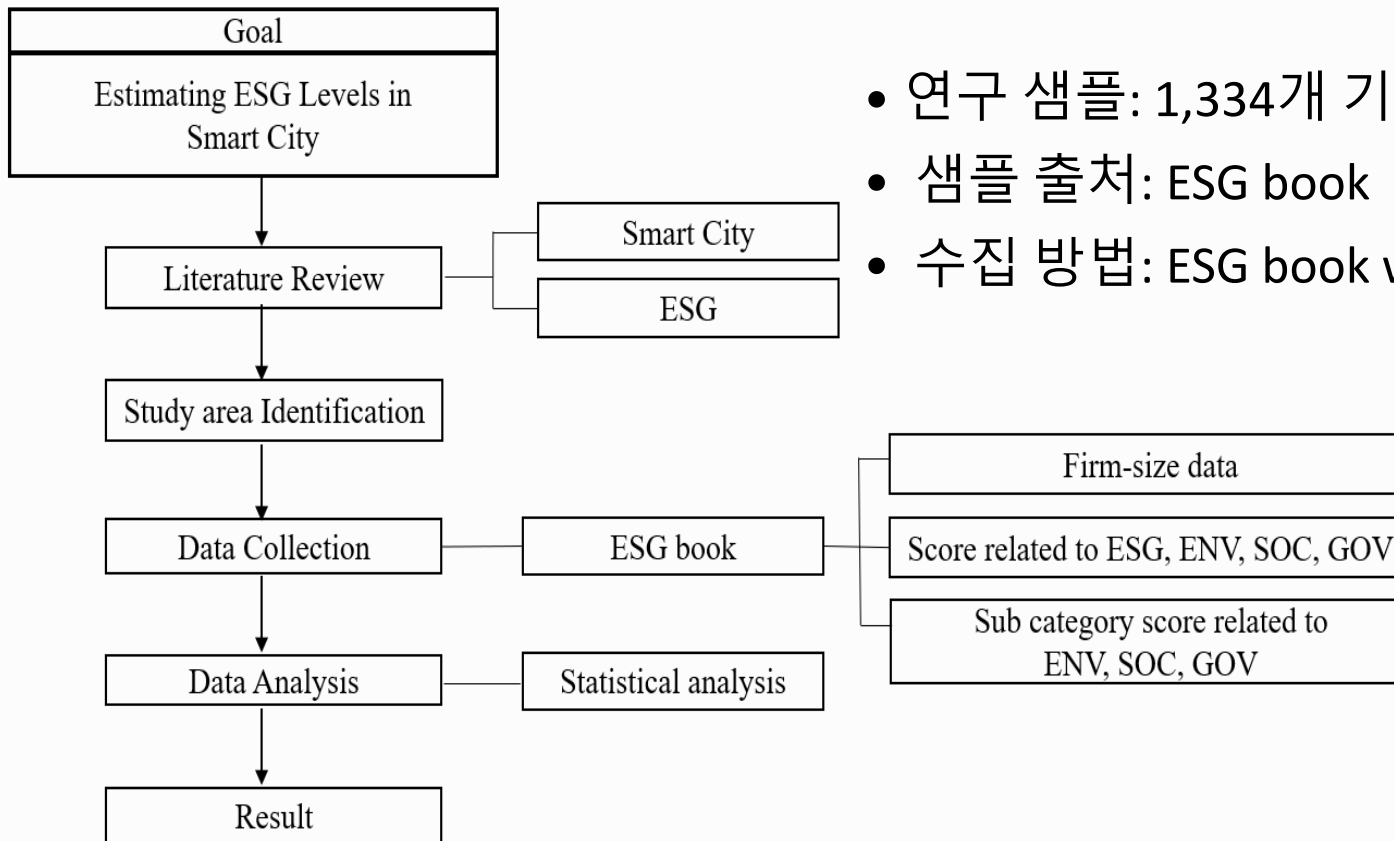 Goal
Estimating ESG Levels in
Smart City
• 연구 샘플: 1,334개
• 샘플 출처: ESG book
• 수집 방법: ESG book
Literature Review
Smart City
ESG
Study area Identification
Data Collection
ESG book
Firm-size data
Score related to ESG, ENV, SOC, GOV
Sub category score related to
ENV, SOC, GOV
Data Analysis
Statistical analysis
Result